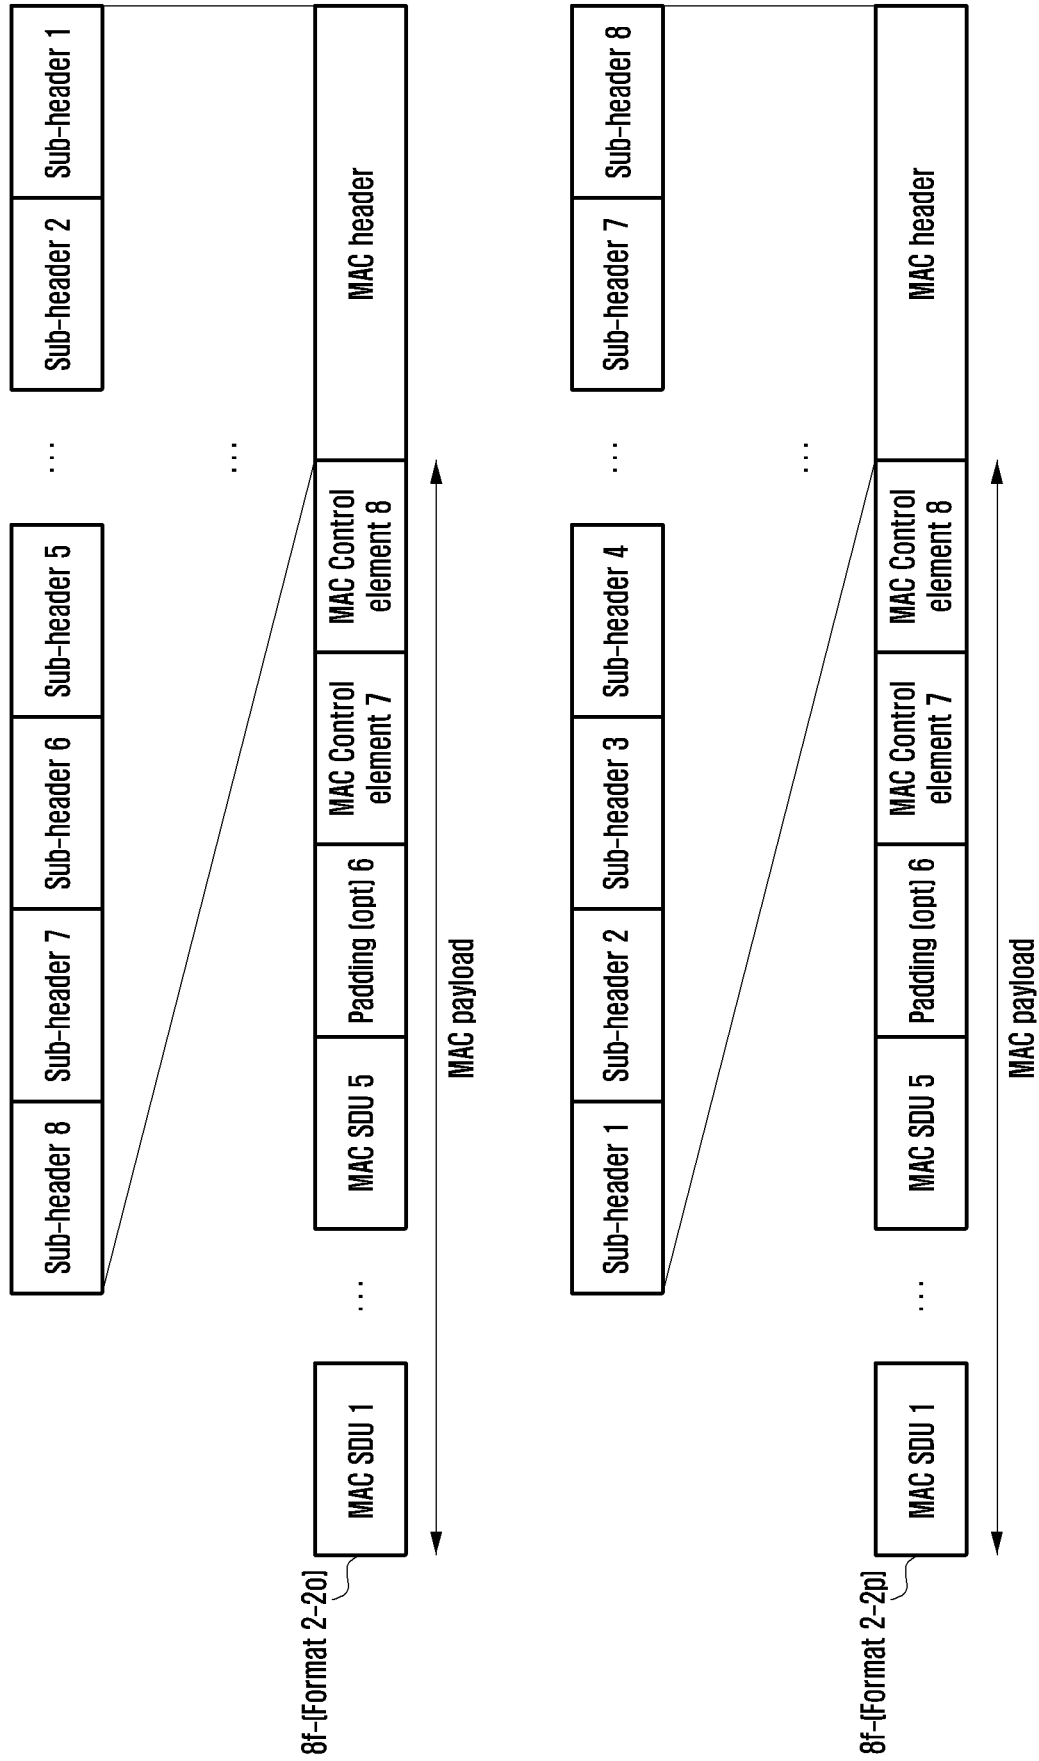 Sub-header 8
Sub-header 7
Sub-header 6
Sub-header 5
...
Sub-header 2
Sub-header 1
...
8f-(Format 2-2o)
MAC SDU 1
...
MAC SDU 5
Padding (opt) 6
MAC Control
element 7
MAC Control
element 8
MAC header
MAC payload
Sub-header 1
Sub-header 2
Sub-header 3
Sub-header 4
...
Sub-header 7
Sub-header 8
...
8f-(Format 2-2p)
MAC SDU 1
...
MAC SDU 5
Padding (opt) 6
MAC Control
element 7
MAC Control
element 8
MAC header
MAC payload